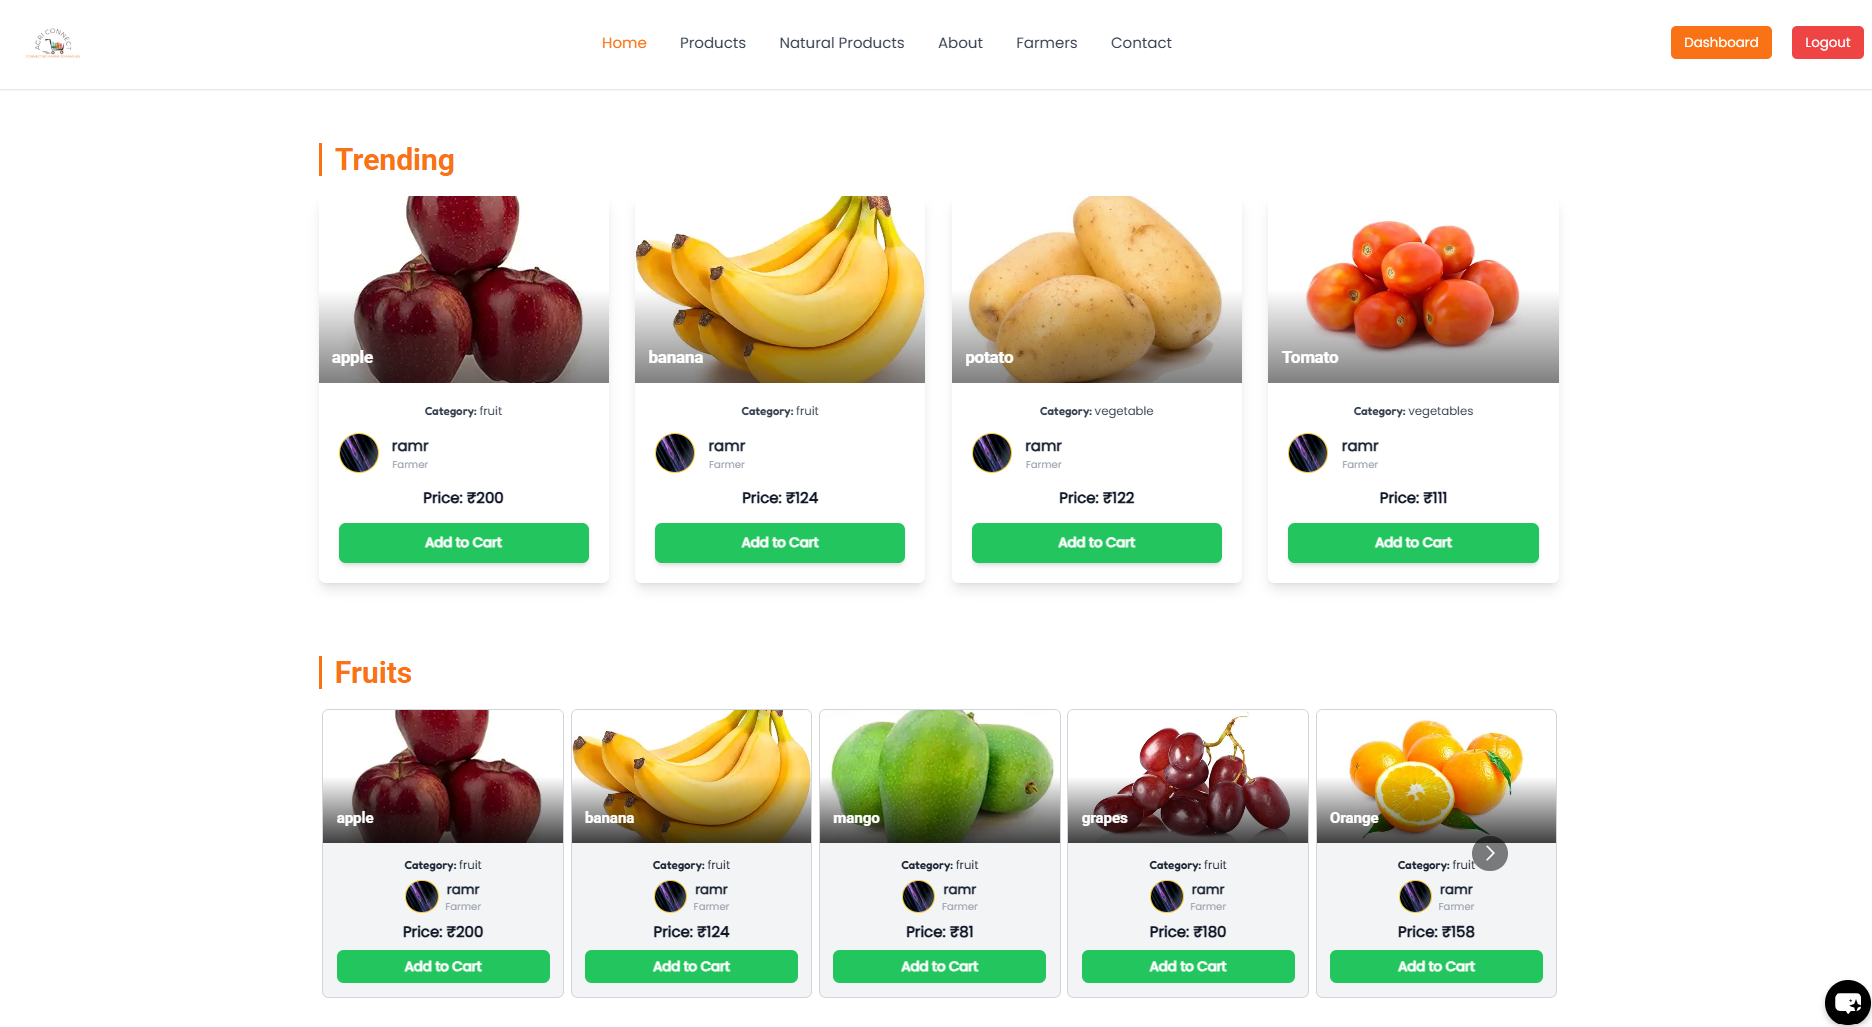 AGRI CONNECT
Home Products Natural Products About Farmers Contact
Dashboard Logout
Trending
apple banana potato Tomato
Category: fruit Category: fruit Category: vegetable Category: vegetables
ramr ramr ramr ramr
Farmer Farmer Farmer Farmer
Price: ₹200 Price: ₹124 Price: ₹122 Price: ₹111
Add to Cart Add to Cart Add to Cart Add to Cart
Fruits
apple banana mango grapes Orange
Category: fruit Category: fruit Category: fruit Category: fruit Category: fruit
ramr ramr ramr ramr ramr
Farmer Farmer Farmer Farmer Farmer
Price: ₹200 Price: ₹124 Price: ₹81 Price: ₹180 Price: ₹158
Add to Cart Add to Cart Add to Cart Add to Cart Add to Cart